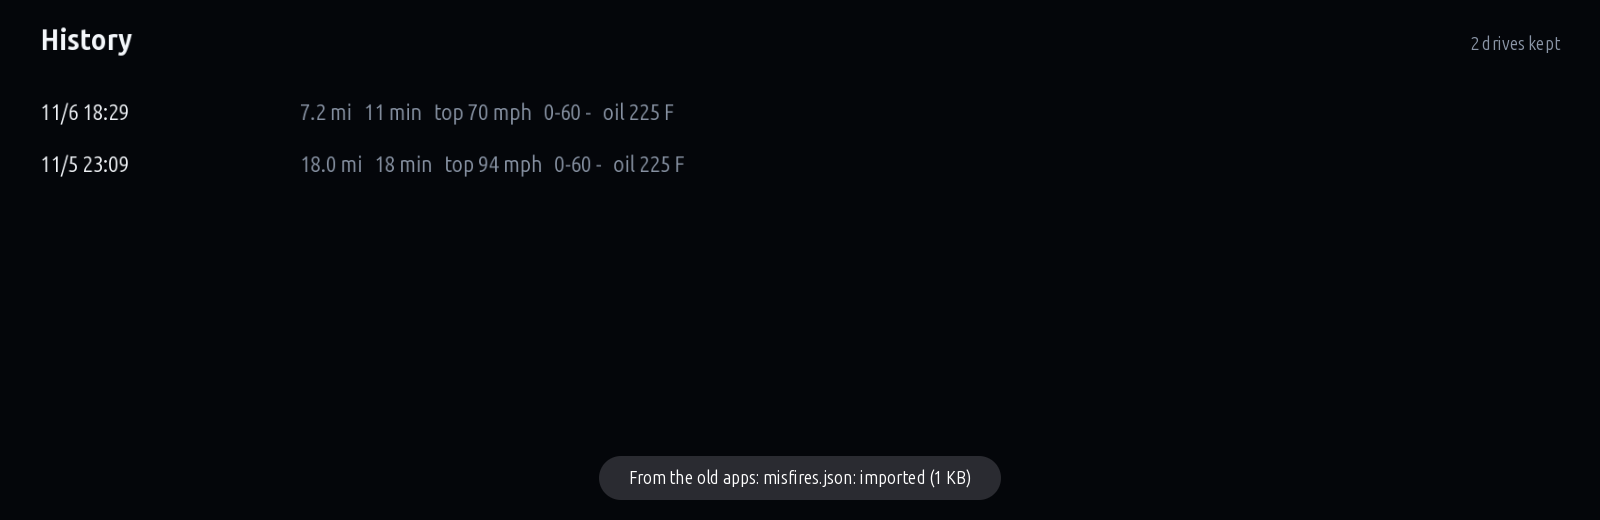 History
2 drives kept
11/6 18:29 7.2 mi 11 min top 70 mph 0-60 - oil 225 F
11/5 23:09 18.0 mi 18 min top 94 mph 0-60 - oil 225 F
From the old apps: misfires.json: imported (1 KB)